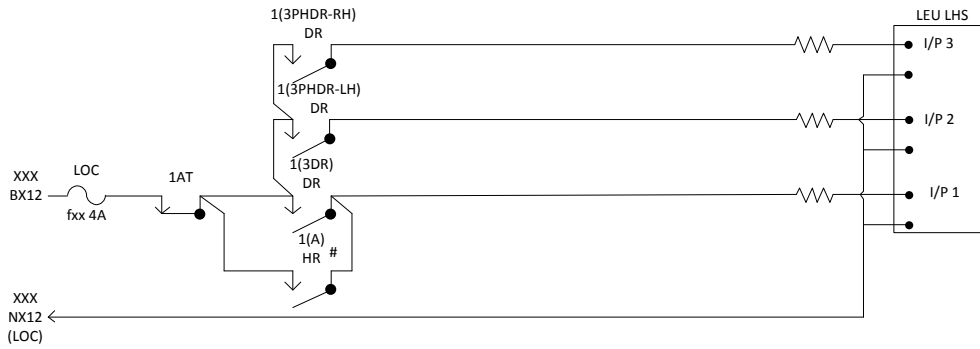 1(3PHDR-RH)
DR
LEU LHS
I/P 3
1(3PHDR-LH)
DR
I/P 2
1(3DR)
DR
XXX
BX12
LOC
fxx 4A
1AT
I/P 1
1(A)
HR #
XXX
NX12
(LOC)